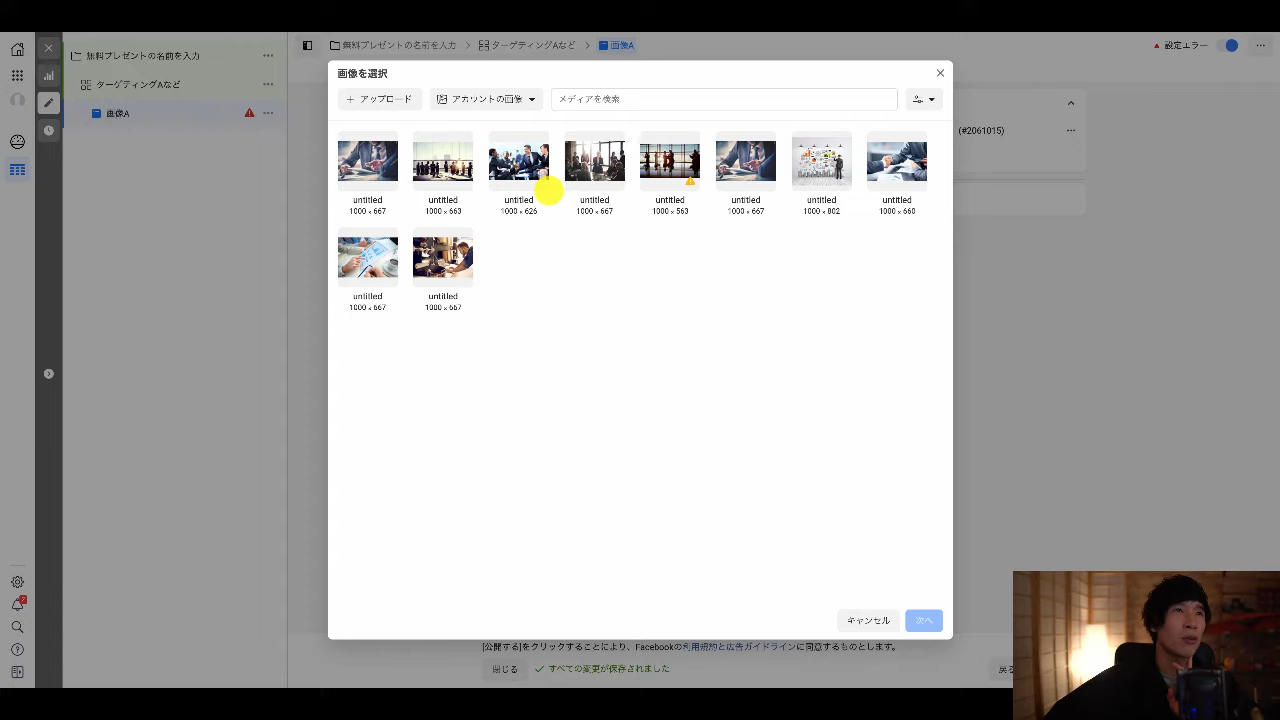 無料プレゼントの名前を入力
ターゲティングAなど
画像A
無料プレゼントの名前を入力
ターゲティングAなど
画像A
設定エラー
画像を選択
アップロード
アカウントの画像
メディアを検索
(#2061015)
untitled
1000 × 667
untitled
1000 × 663
untitled
1000 × 626
untitled
1000 × 667
untitled
1000 × 563
untitled
1000 × 667
untitled
1000 × 802
untitled
1000 × 660
untitled
1000 × 667
untitled
1000 × 667
キャンセル
次へ
[公開する]をクリックすることにより、Facebookの利用規約と広告ガイドラインに同意するものとします。
閉じる
すべての変更が保存されました
戻る
2